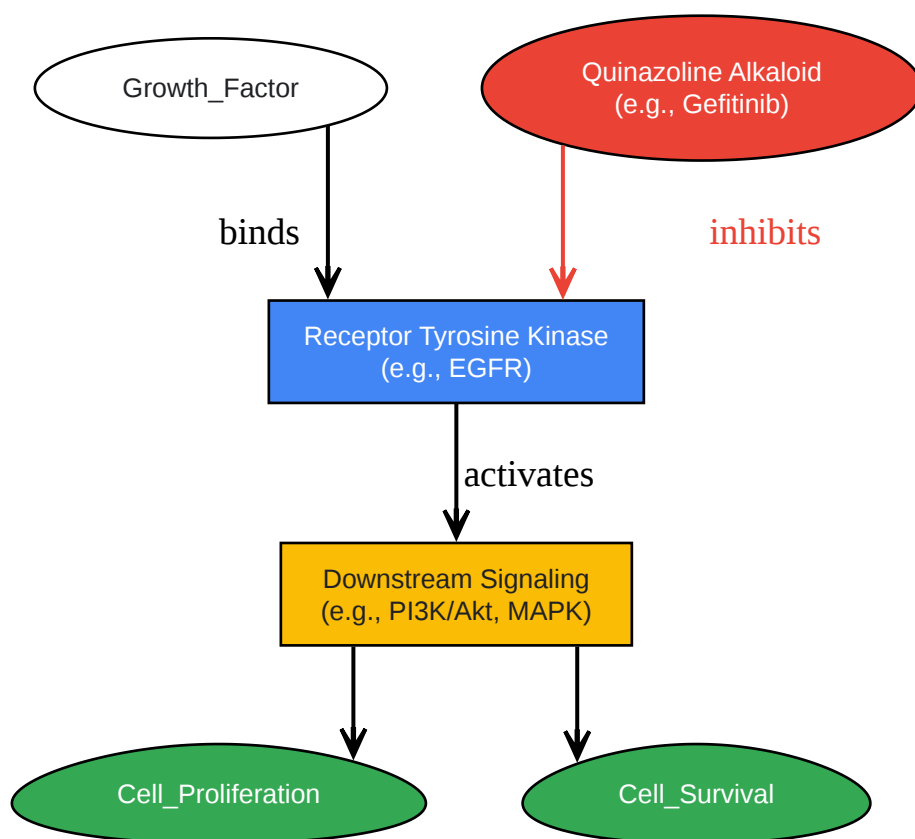 Growth_Factor
Quinazoline Alkaloid
(e.g., Gefitinib)
binds
inhibits
Receptor Tyrosine Kinase
(e.g., EGFR)
activates
Downstream Signaling
(e.g., PI3K/Akt, MAPK)
Cell_Proliferation
Cell_Survival